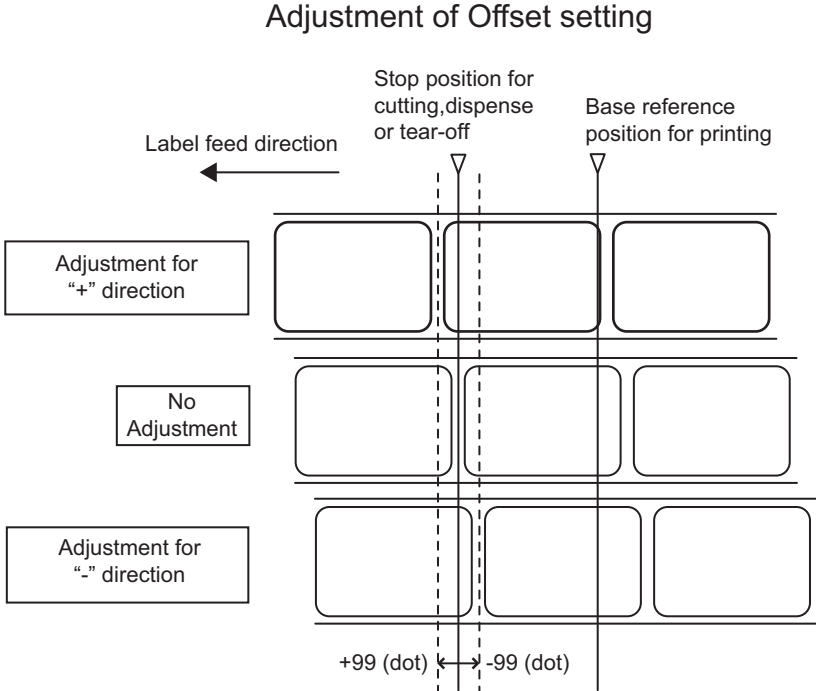 Adjustment of Offset setting
Stop position for
cutting,dispense
or tear-off
Base reference
position for printing
Label feed direction
Adjustment for
“+” direction
No
Adjustment
Adjustment for
“-” direction
+99 (dot)
-99 (dot)